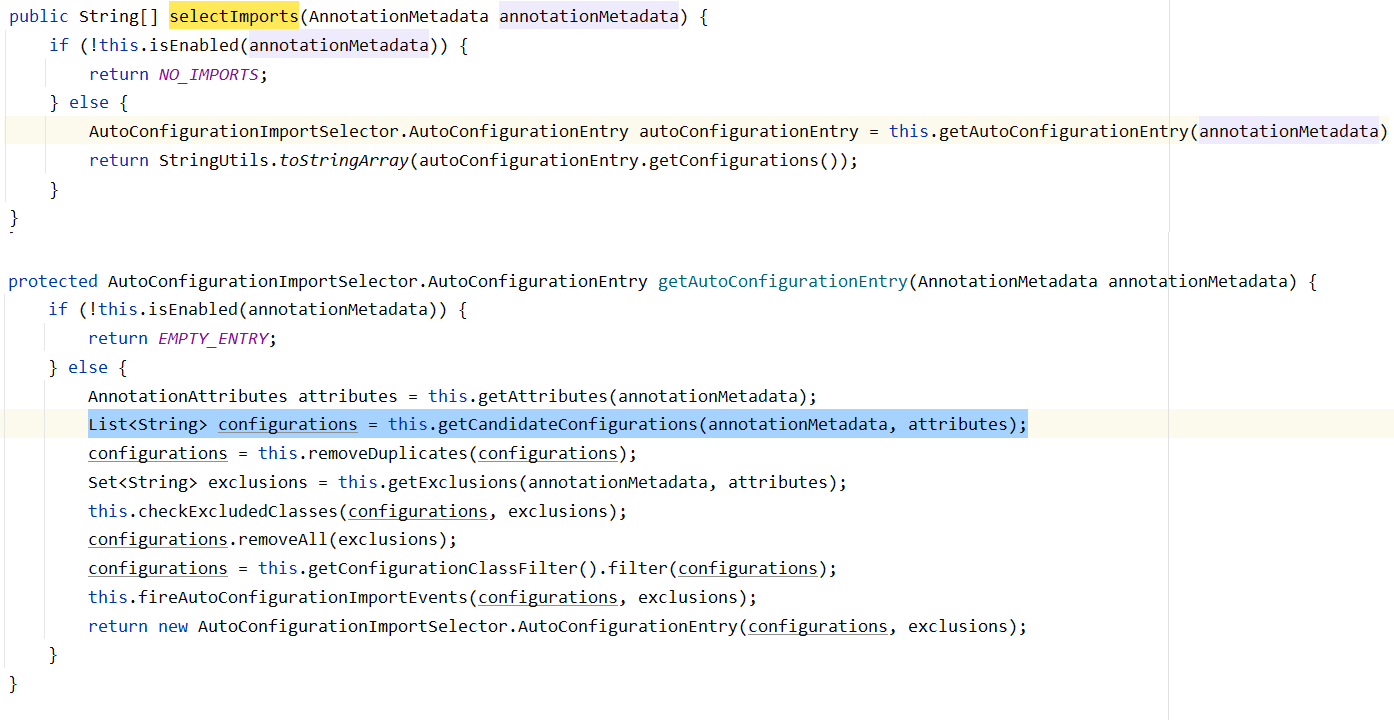 public String[] selectImports(AnnotationMetadata annotationMetadata) {
    if (!this.isEnabled(annotationMetadata)) {
        return NO_IMPORTS;
    } else {
        AutoConfigurationImportSelector.AutoConfigurationEntry autoConfigurationEntry = this.getAutoConfigurationEntry(annotationMetadata)
        return StringUtils.toStringArray(autoConfigurationEntry.getConfigurations());
    }
}
protected AutoConfigurationImportSelector.AutoConfigurationEntry getAutoConfigurationEntry(AnnotationMetadata annotationMetadata) {
    if (!this.isEnabled(annotationMetadata)) {
        return EMPTY_ENTRY;
    } else {
        AnnotationAttributes attributes = this.getAttributes(annotationMetadata);
        List<String> configurations = this.getCandidateConfigurations(annotationMetadata, attributes);
        configurations = this.removeDuplicates(configurations);
        Set<String> exclusions = this.getExclusions(annotationMetadata, attributes);
        this.checkExcludedClasses(configurations, exclusions);
        configurations.removeAll(exclusions);
        configurations = this.getConfigurationClassFilter().filter(configurations);
        this.fireAutoConfigurationImportEvents(configurations, exclusions);
        return new AutoConfigurationImportSelector.AutoConfigurationEntry(configurations, exclusions);
    }
}